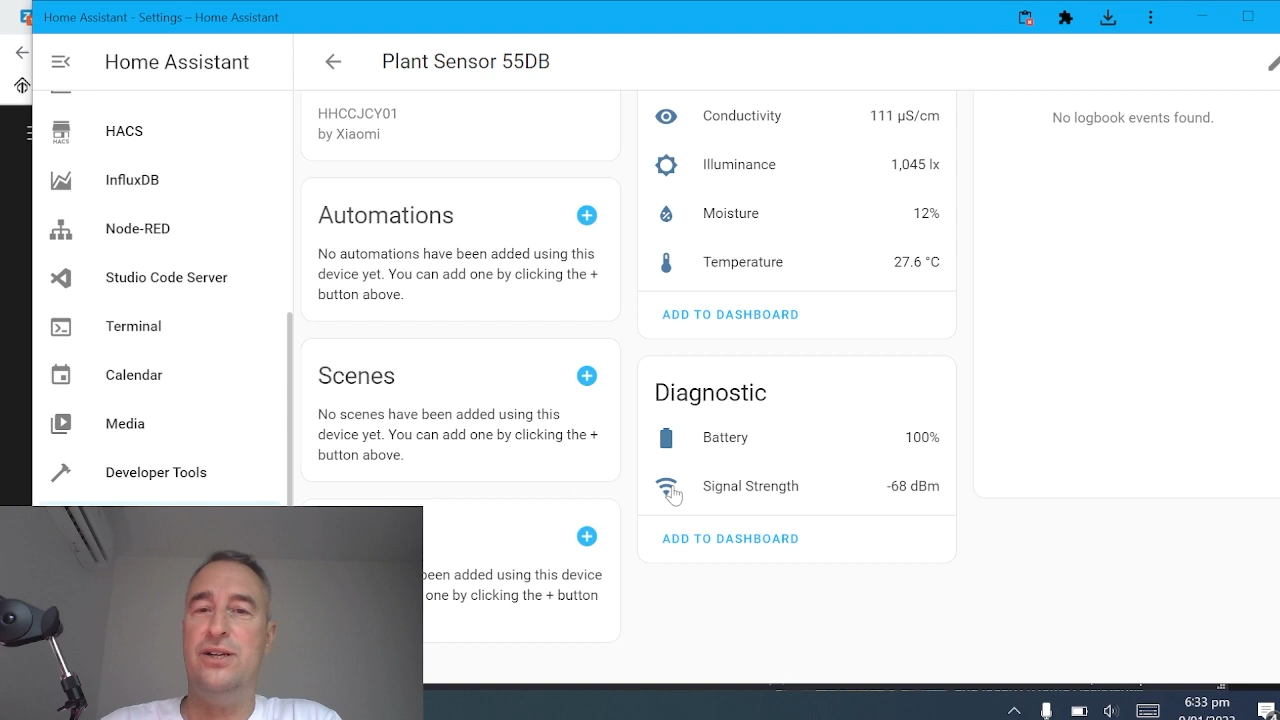 Home Assistant - Settings – Home Assistant
Home Assistant
Plant Sensor 55DB
HACS
HACS
InfluxDB
Node-RED
Studio Code Server
Terminal
Calendar
Media
Developer Tools
HHCCJCY01
by Xiaomi
Automations
No automations have been added using this
device yet. You can add one by clicking the +
button above.
Scenes
No scenes have been added using this
device yet. You can add one by clicking the +
button above.
been added using this device
one by clicking the + button
Conductivity 111 µS/cm
Illuminance 1,045 lx
Moisture 12%
Temperature 27.6 °C
ADD TO DASHBOARD
Diagnostic
Battery 100%
Signal Strength -68 dBm
ADD TO DASHBOARD
No logbook events found.
6:33 pm